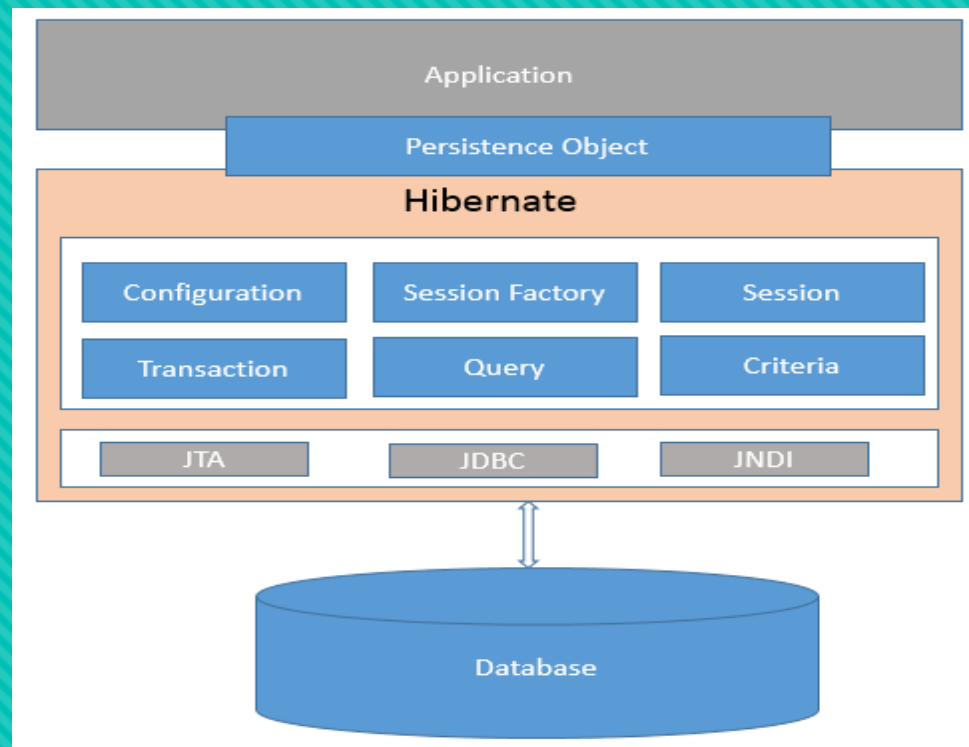 Application
Persistence Object
Hibernate
Configuration
Session Factory
Session
Transaction
Query
Criteria
JTA
JDBC
JNDI
Database